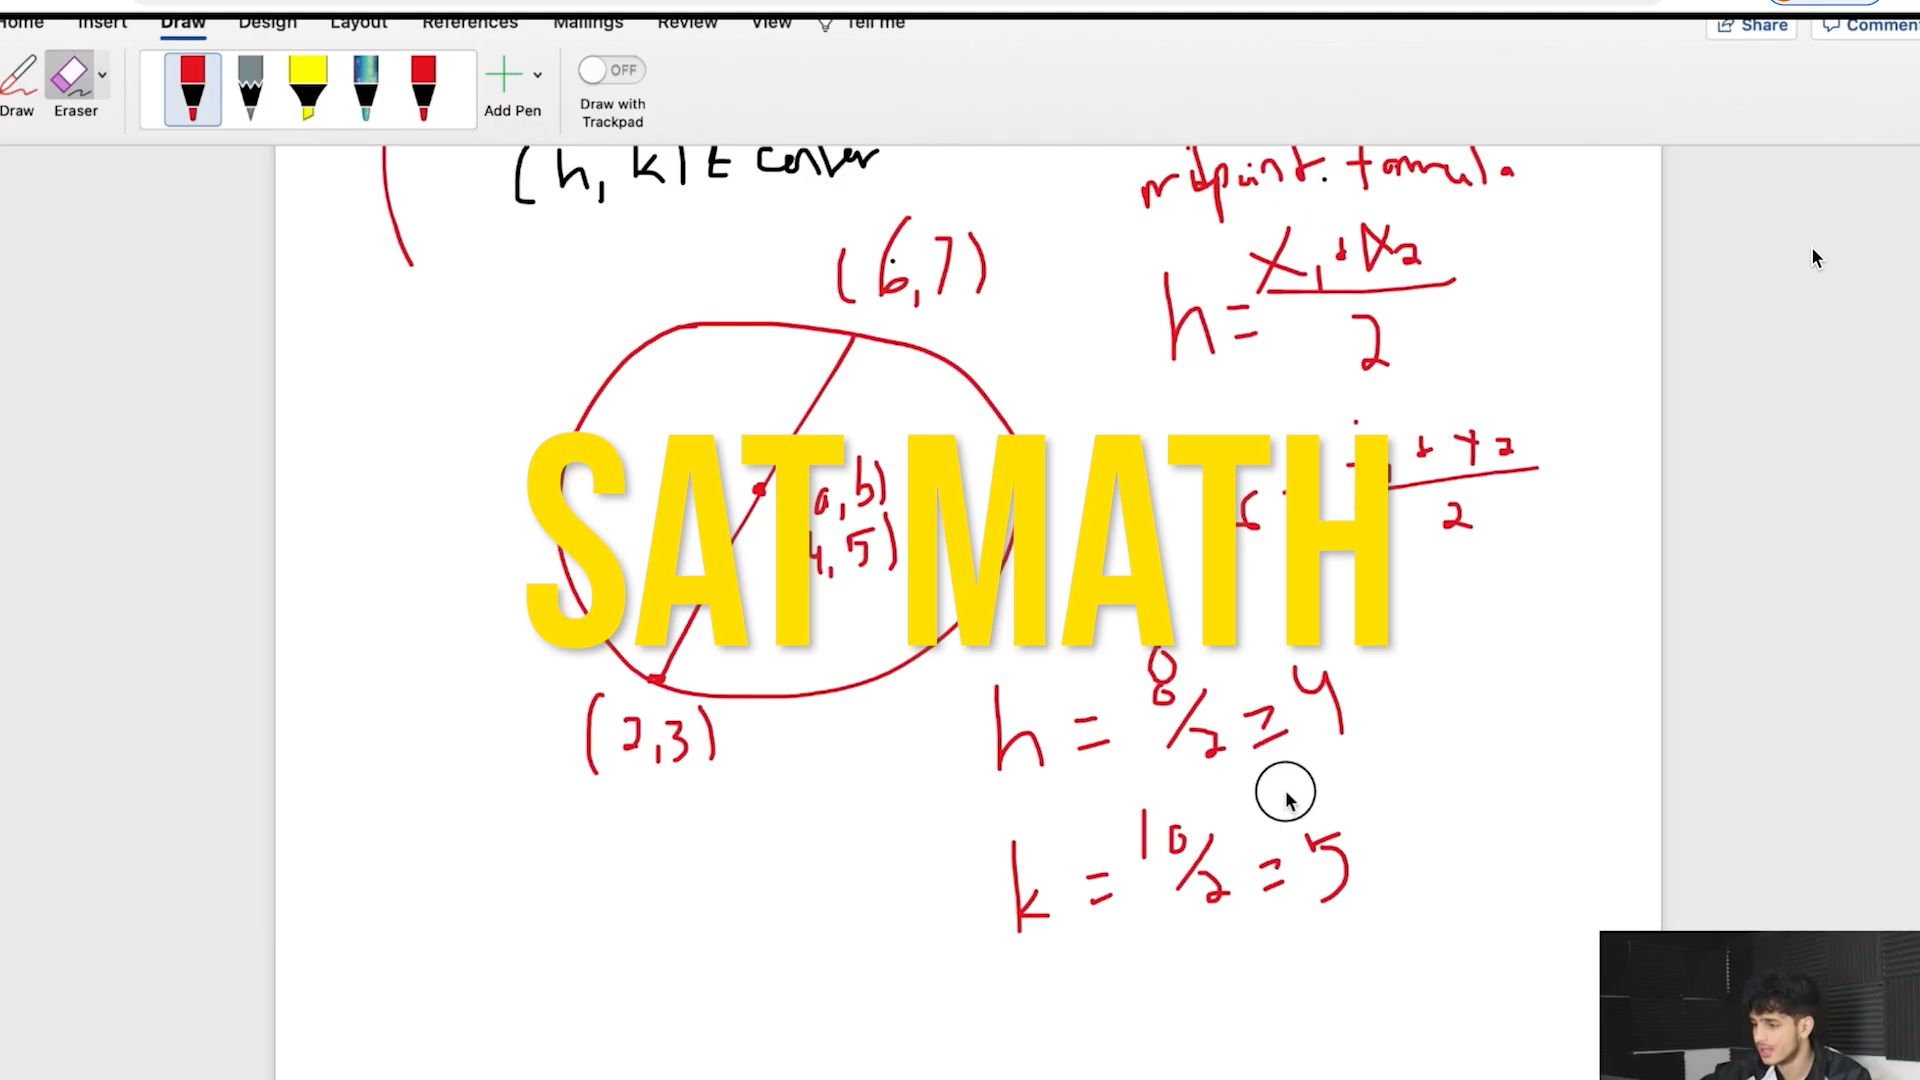 Home Insert Draw Design Layout References Mailings Review View Tell me
Share Comments
Draw Eraser Add Pen OFF
Draw with
Trackpad
(h, k) center
midpoint formula
(6,7)
h = x₁ + x₂
2
+ y₂
2
(a, b)
4, 5)
SAT MATH
(2,3)
h = 8/2 = 4
k = 10/2 = 5